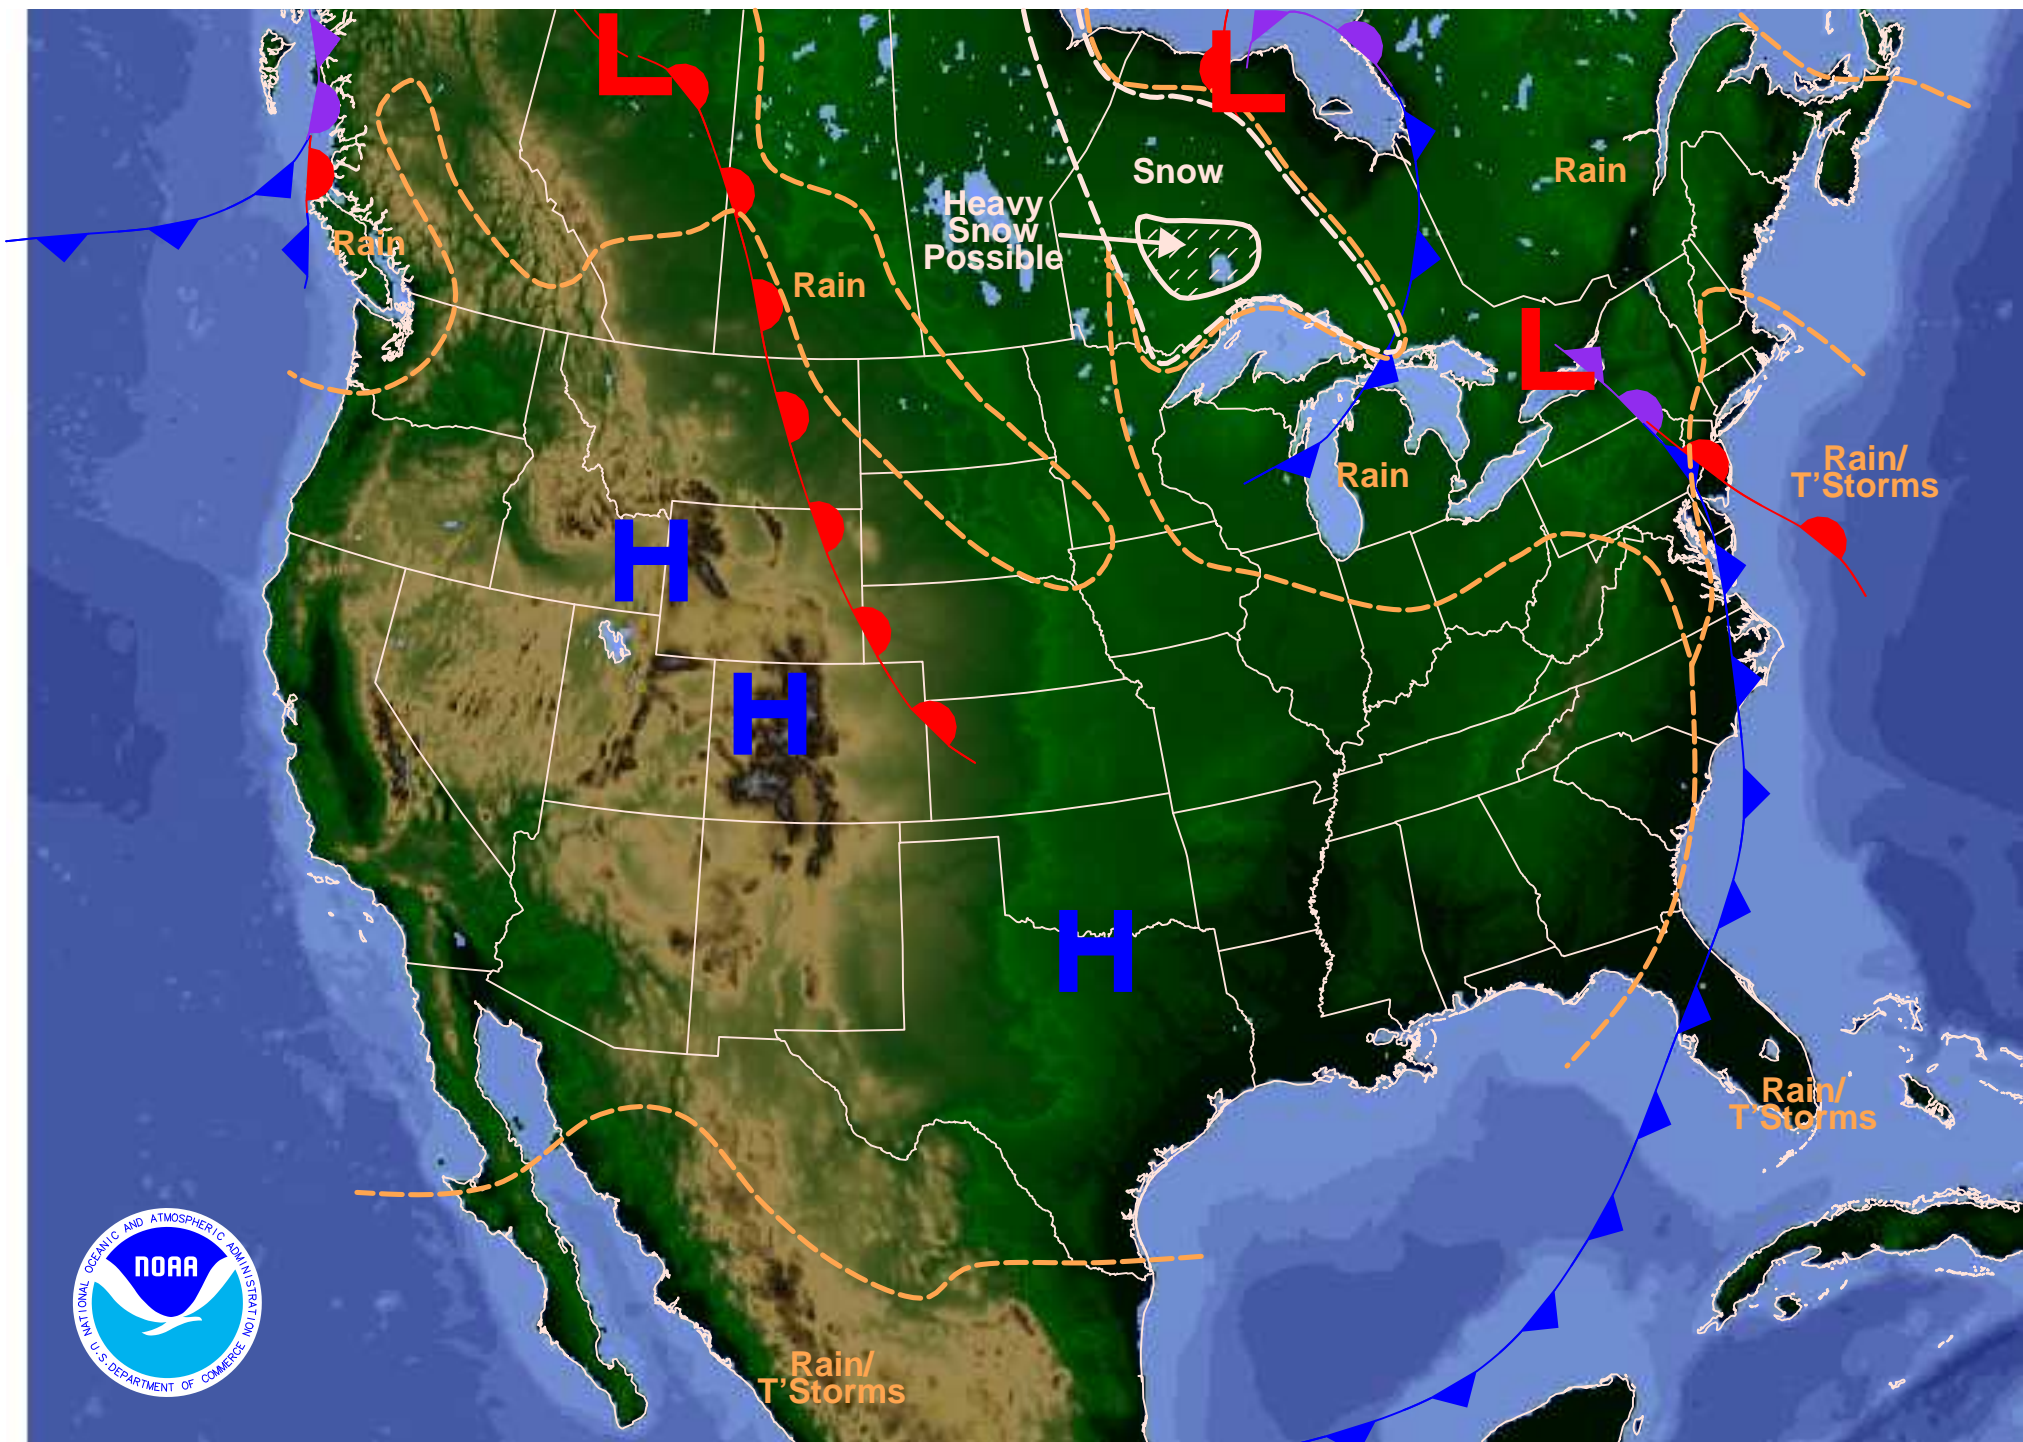 L
L
Snow
Rain
Heavy
Snow
Possible
Rain
Rain
L
Rain
Rain/
T'Storms
H
H
H
Rain/
T'Storms
NATIONAL OCEANIC AND ATMOSPHERIC ADMINISTRATION
NOAA
U.S. DEPARTMENT OF COMMERCE
Rain/
T'Storms